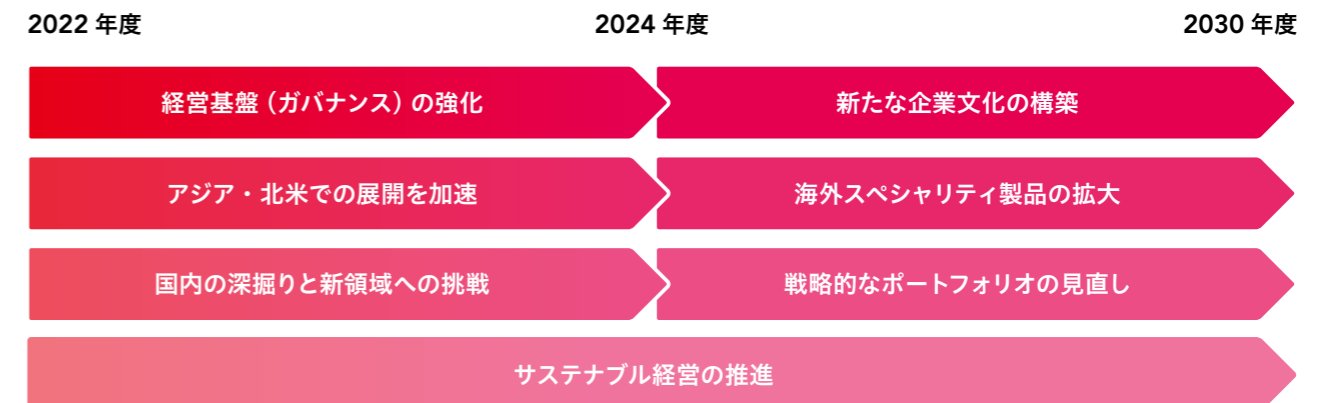 2022 年度 2024 年度 2030 年度
経営基盤（ガバナンス）の強化 新たな企業文化の構築
アジア・北米での展開を加速 海外スペシャリティ製品の拡大
国内の深掘りと新領域への挑戦 戦略的なポートフォリオの見直し
サステナブル経営の推進